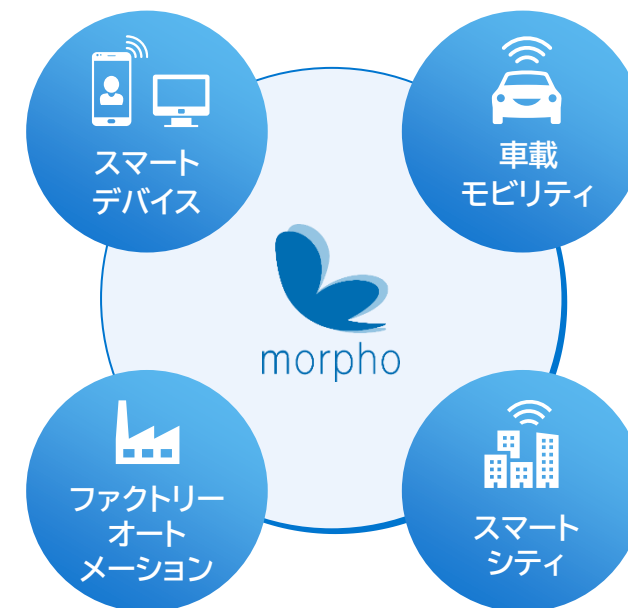 スマート
デバイス
車載
モビリティ
morpho
ファクトリー
オート
メーション
スマート
シティ